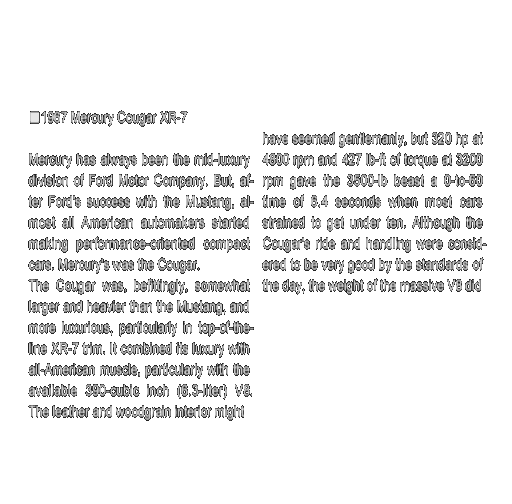 1967 Mercury Cougar XR-7
Mercury has always been the mid-luxury
division of Ford Motor Company. But, af-
ter Ford's success with the Mustang, al-
most all American automakers started
making performance-oriented compact
cars. Mercury's was the Cougar.
The Cougar was, befittingly, somewhat
larger and heavier than the Mustang, and
more luxurious, particularly in top-of-the-
line XR-7 trim. It combined its luxury with
all-American muscle, particularly with the
available 390-cubic inch (6.3-liter) V8.
The leather and woodgrain interior might
have seemed gentlemanly, but 320 hp at
4800 rpm and 427 lb-ft of torque at 3200
rpm gave the 3500-lb beast a 0-to-60
time of 8.4 seconds when most cars
strained to get under ten. Although the
Cougar's ride and handling were consid-
ered to be very good by the standards of
the day, the weight of the massive V8 did